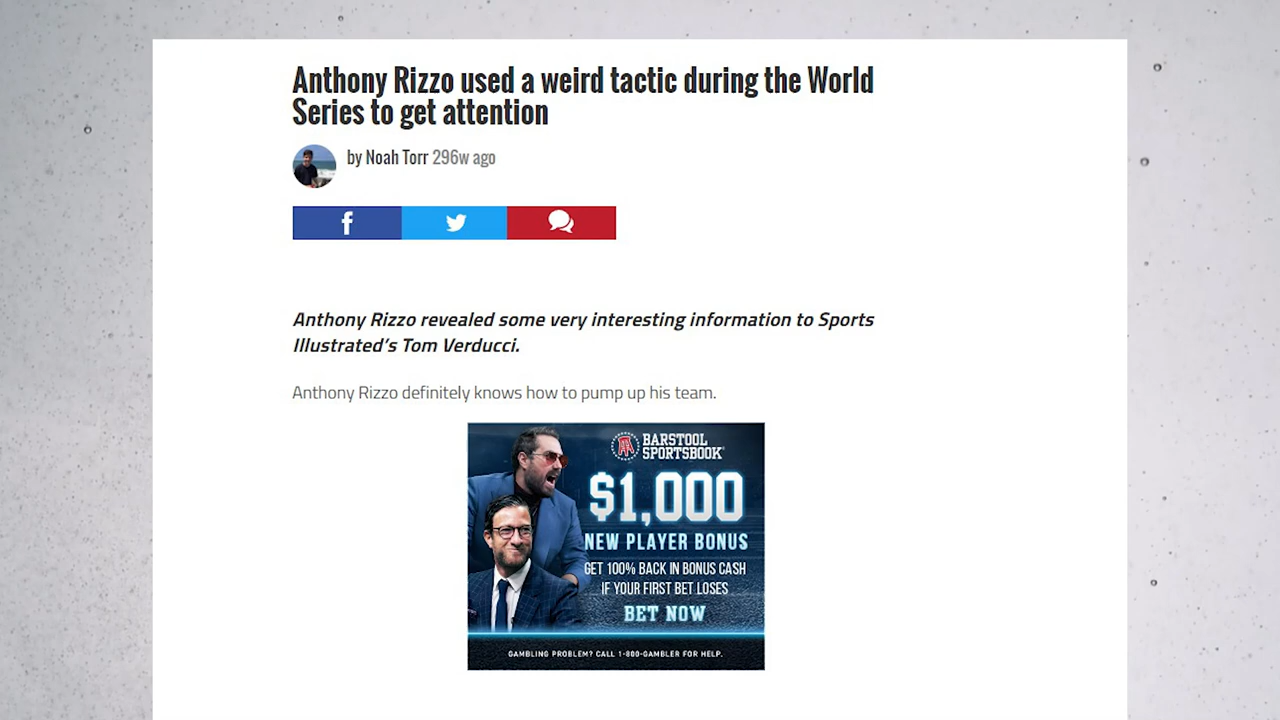 Anthony Rizzo used a weird tactic during the World
Series to get attention
by Noah Torr 296w ago
Anthony Rizzo revealed some very interesting information to Sports
Illustrated's Tom Verducci.
Anthony Rizzo definitely knows how to pump up his team.
BARSTOOL
SPORTSBOOK
$1,000
NEW PLAYER BONUS
GET 100% BACK IN BONUS CASH
IF YOUR FIRST BET LOSES
BET NOW
GAMBLING PROBLEM? CALL 1-800-GAMBLER FOR HELP.